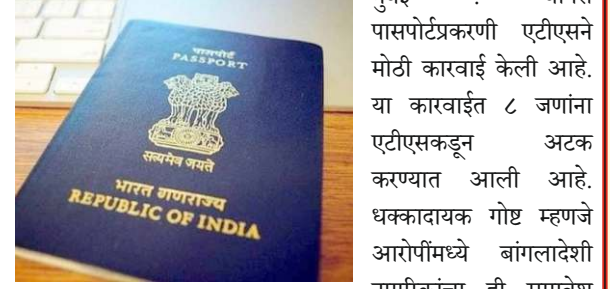 पासपोर्ट
PASSPORT
सत्यमेव जयते
भारत गणराज्य
REPUBLIC OF INDIA
पासपोर्टप्रकरणी एटीएसने
मोठी कारवाई केली आहे.
या कारवाईत ८ जणांना
एटीएसकडून अटक
करण्यात आली आहे.
धक्कादायक गोष्ट म्हणजे
आरोपींमध्ये बांगलादेशी